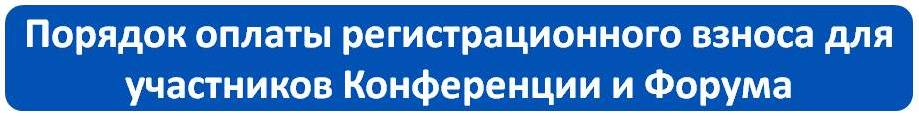 Порядок оплаты регистрационного взноса для
участников Конференции и Форума